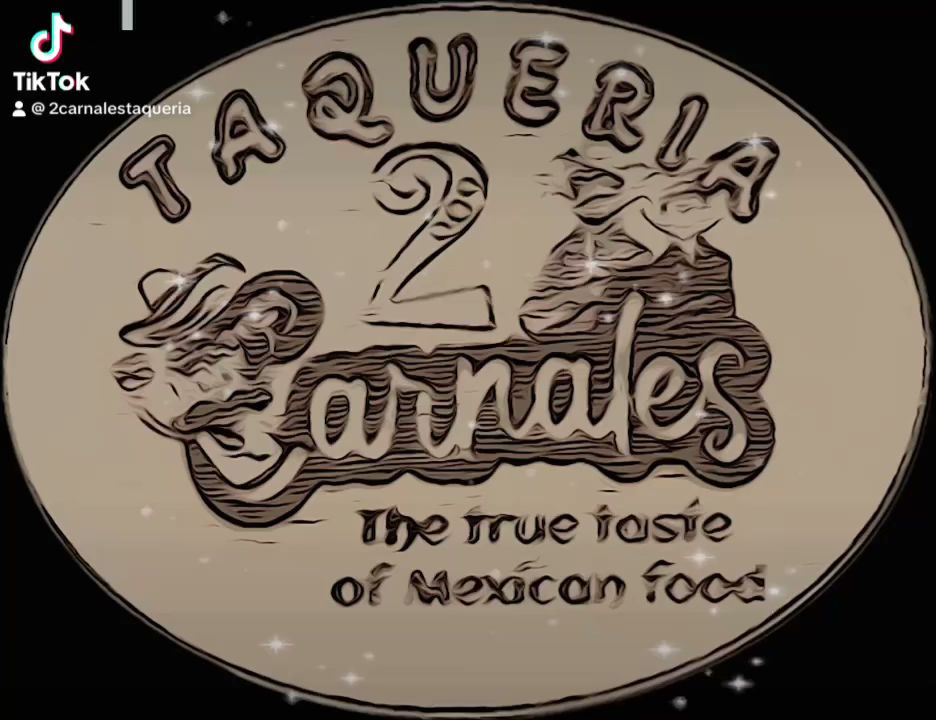 TikTok
@ 2carnalestaqueria
TAQUERIA
2
Carnales
The true taste
of Mexican food